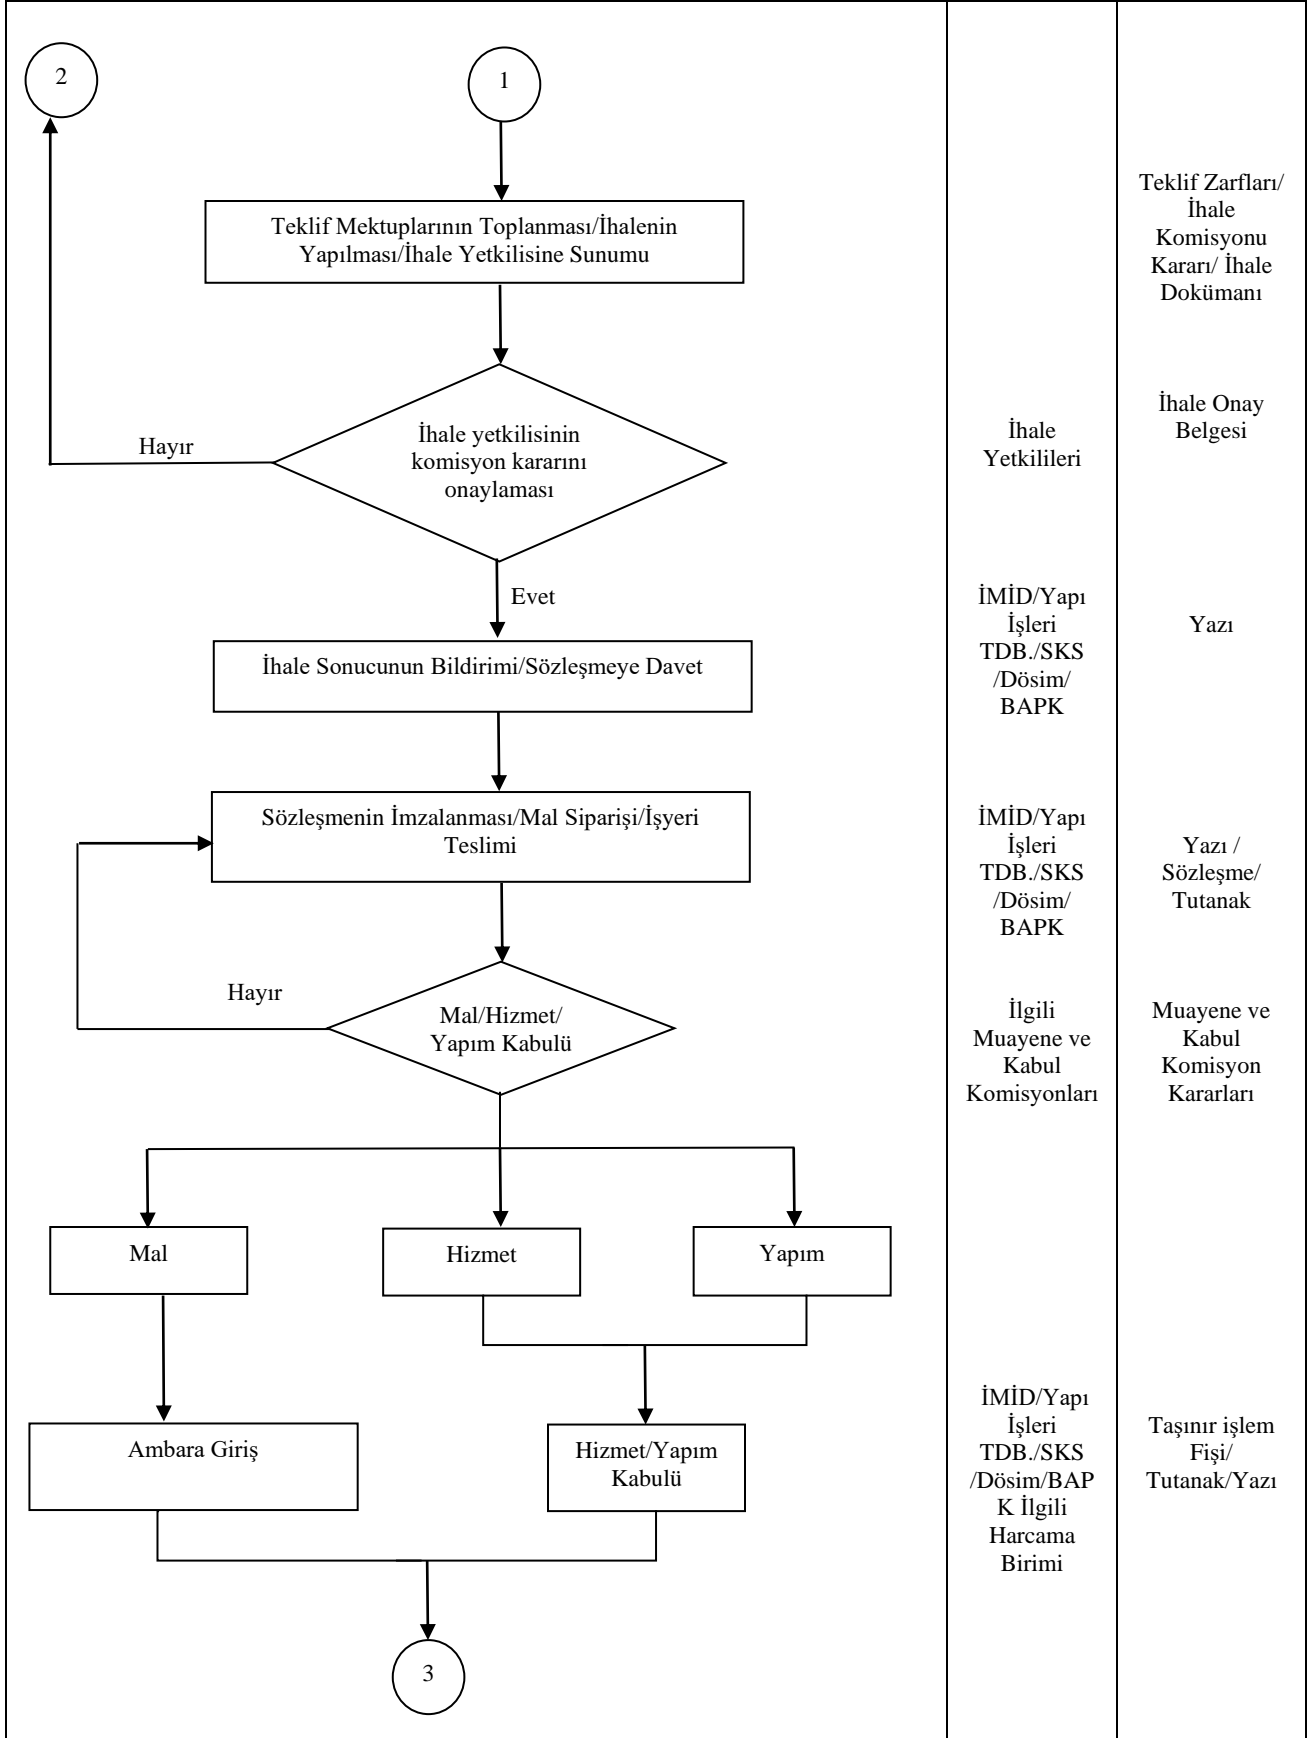 2
1
Teklif Mektuplarının Toplanması/İhalenin
Yapılması/İhale Yetkilisine Sunumu
Teklif Zarfları/
İhale
Komisyonu
Kararı/ İhale
Dokümanı
Hayır
İhale yetkilisinin
komisyon kararını
onaylaması
İhale
Yetkilileri
İhale Onay
Belgesi
Evet
İhale Sonucunun Bildirimi/Sözleşmeye Davet
İMİD/Yapı
İşleri
TDB./SKS
/Dösim/
BAPK
Yazı
Sözleşmenin İmzalanması/Mal Siparişi/İşyeri
Teslimi
İMİD/Yapı
İşleri
TDB./SKS
/Dösim/
BAPK
Yazı /
Sözleşme/
Tutanak
Hayır
Mal/Hizmet/
Yapım Kabulü
İlgili
Muayene ve
Kabul
Komisyonları
Muayene ve
Kabul
Komisyon
Kararları
Mal
Hizmet
Yapım
Ambara Giriş
Hizmet/Yapım
Kabulü
İMİD/Yapı
İşleri
TDB./SKS
/Dösim/BAP
K İlgili
Harcama
Birimi
Taşınır işlem
Fişi/
Tutanak/Yazı
3